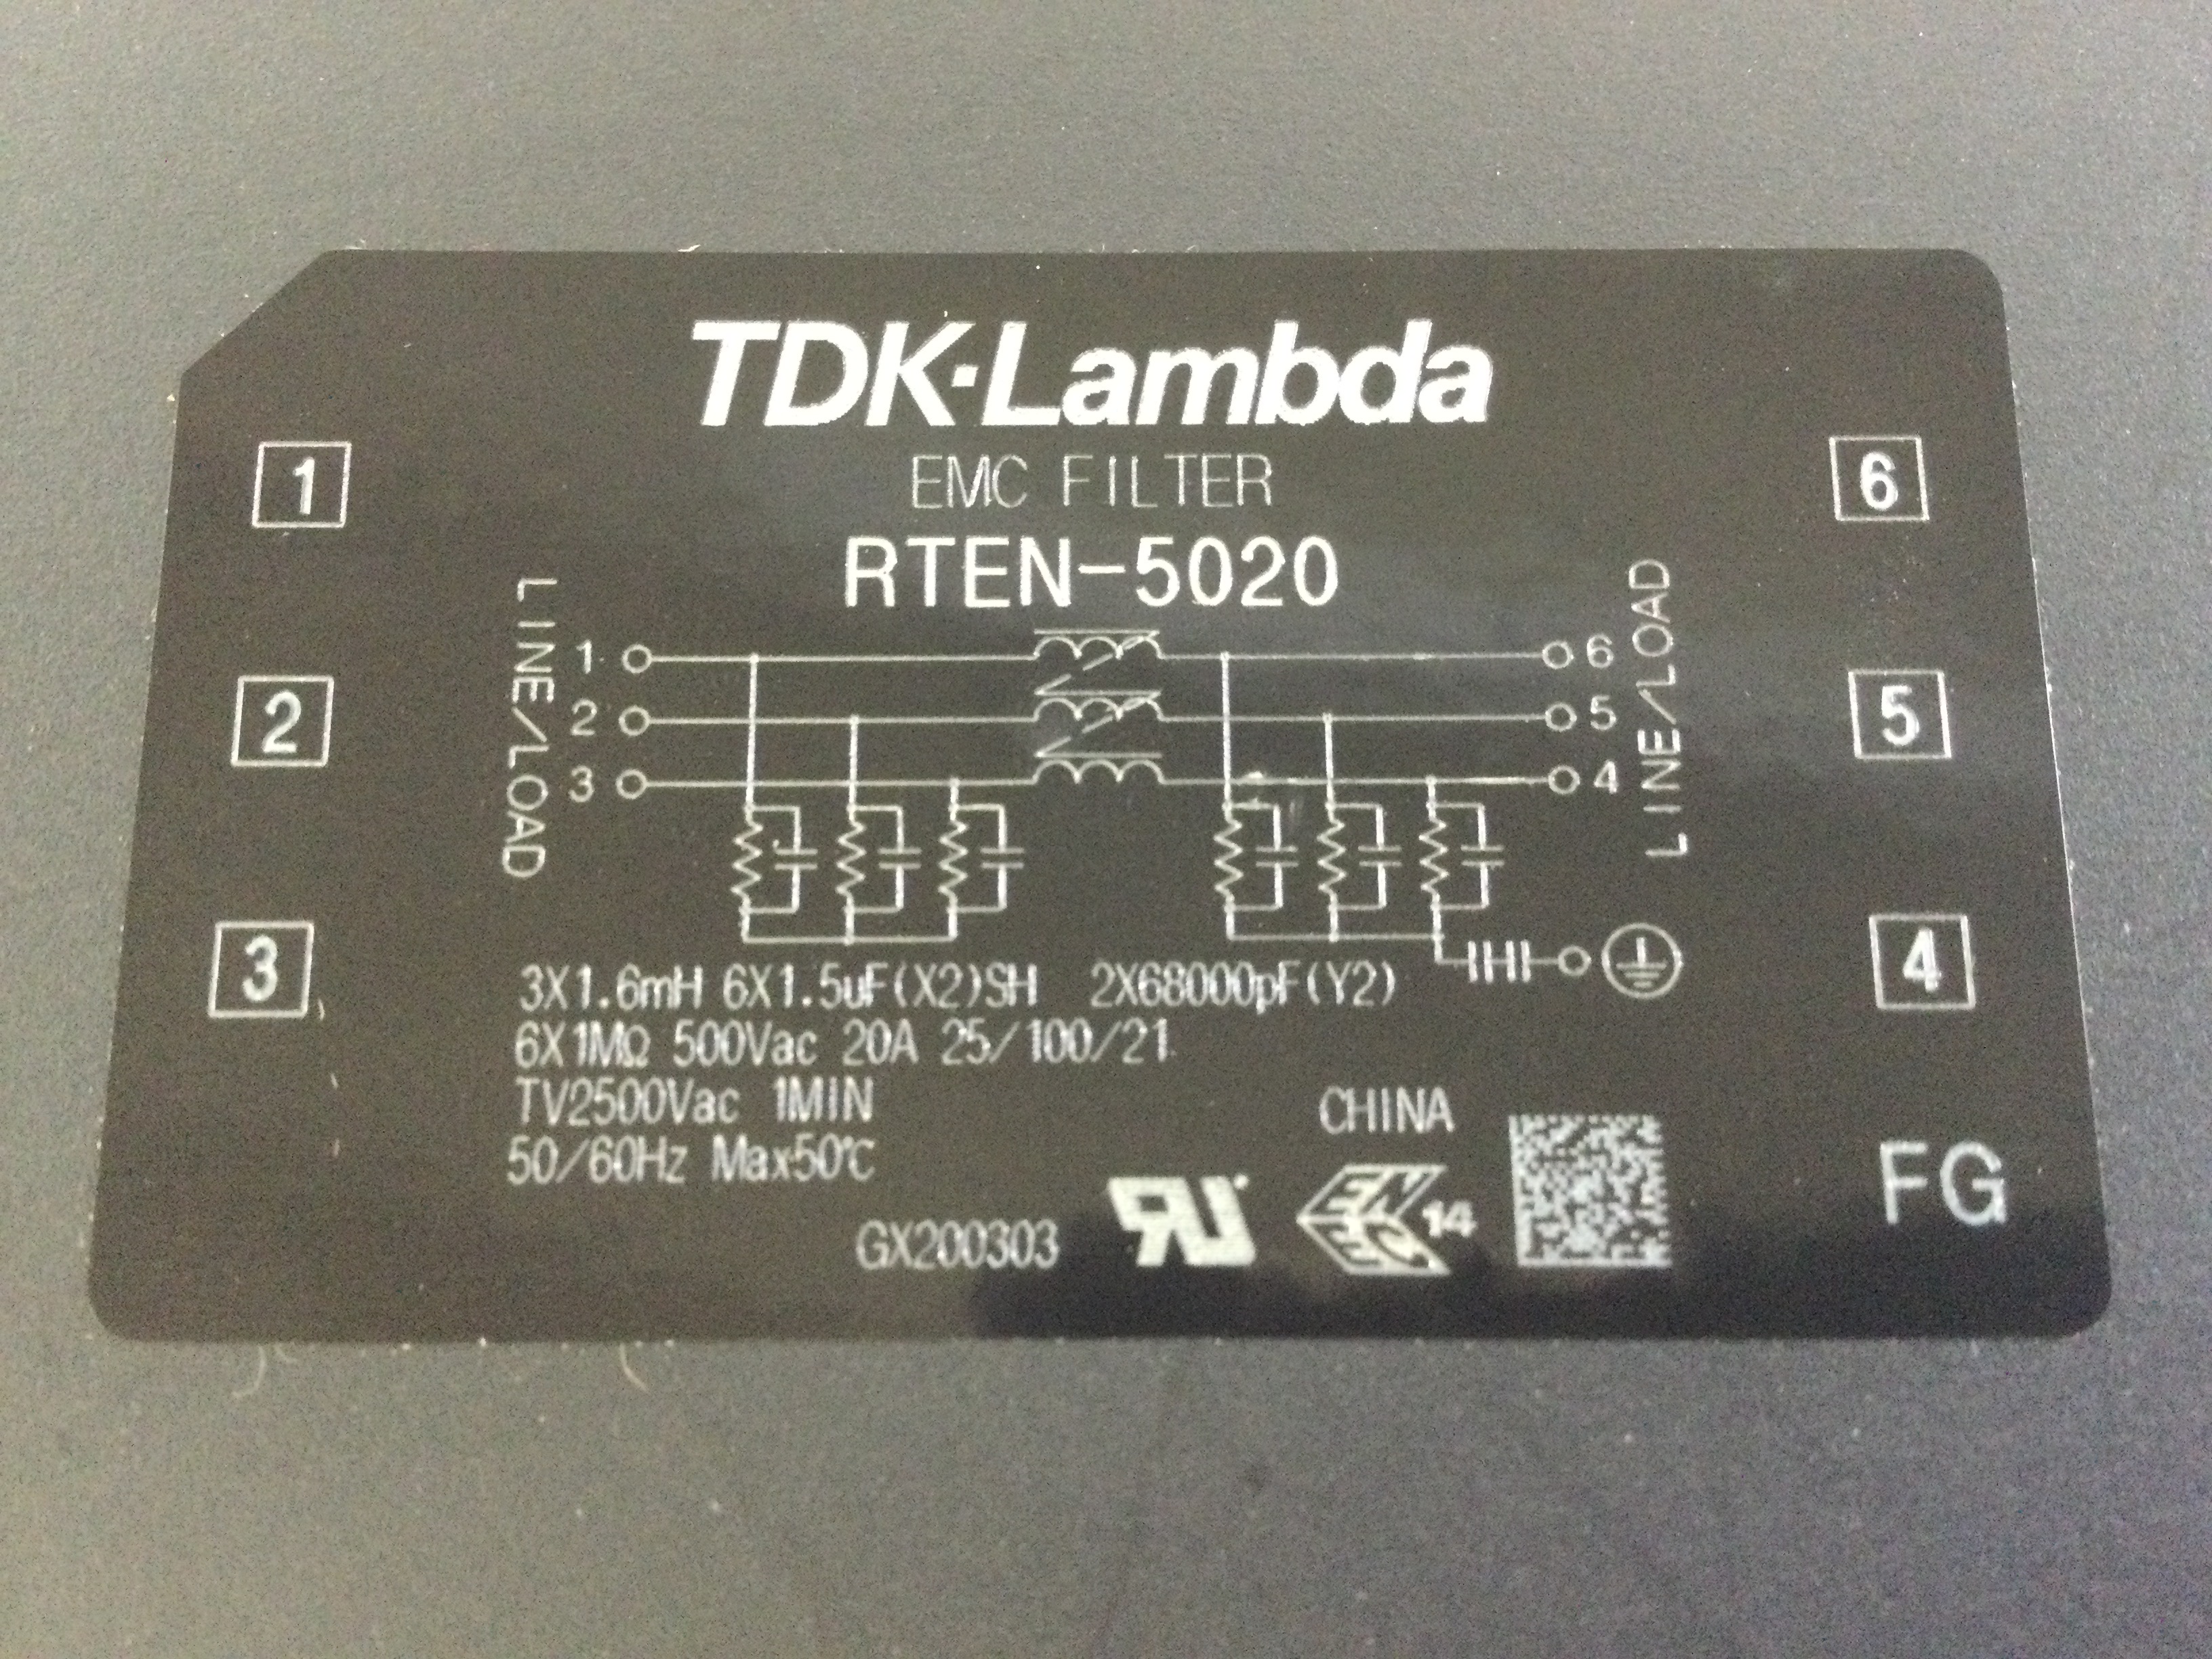 TDK·Lambda
EMC FILTER
RTEN-5020
1
2
3
6
5
4
FG
LINE/LOAD
1
2
3
6
5
4
LINE/LOAD
3X1.6mH 6X1.5uF(X2)SH 2X68000pF(Y2)
6X1MΩ 500Vac 20A 25/100/21
TV2500Vac 1MIN
50/60Hz Max50℃
CHINA
GX200303
RU
ENEC 14